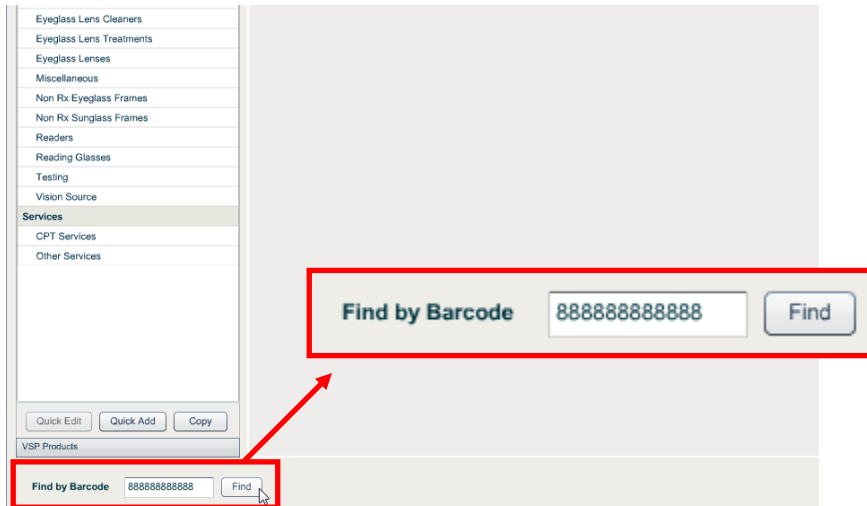 Eyeglass Lens Cleaners
Eyeglass Lens Treatments
Eyeglass Lenses
Miscellaneous
Non Rx Eyeglass Frames
Non Rx Sunglass Frames
Readers
Reading Glasses
Testing
Vision Source
Services
CPT Services
Other Services
Find by Barcode 888888888888 Find
Quick Edit Quick Add Copy
VSP Products
Find by Barcode 888888888888 Find